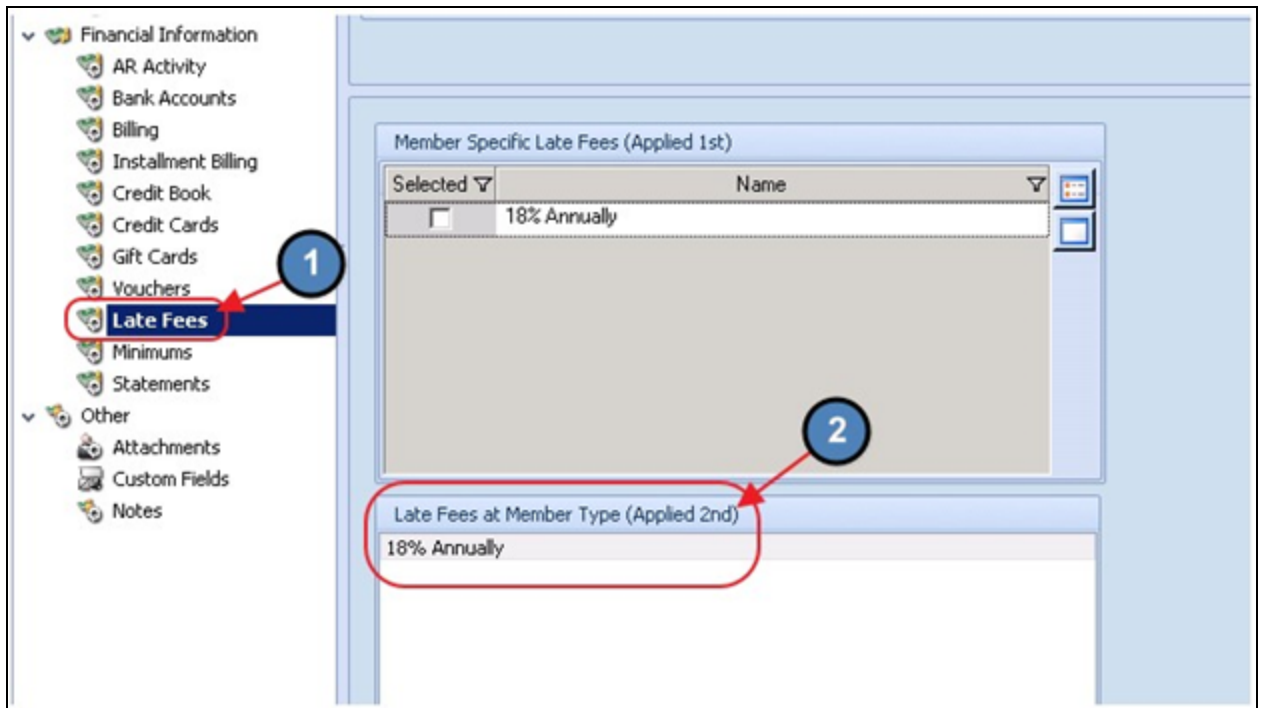 Financial Information
AR Activity
Bank Accounts
Billing
Installment Billing
Credit Book
Credit Cards
Gift Cards
Vouchers
Late Fees
Minimums
Statements
Other
Attachments
Custom Fields
Notes
1
Member Specific Late Fees (Applied 1st)
Selected Name
18% Annually
2
Late Fees at Member Type (Applied 2nd)
18% Annually